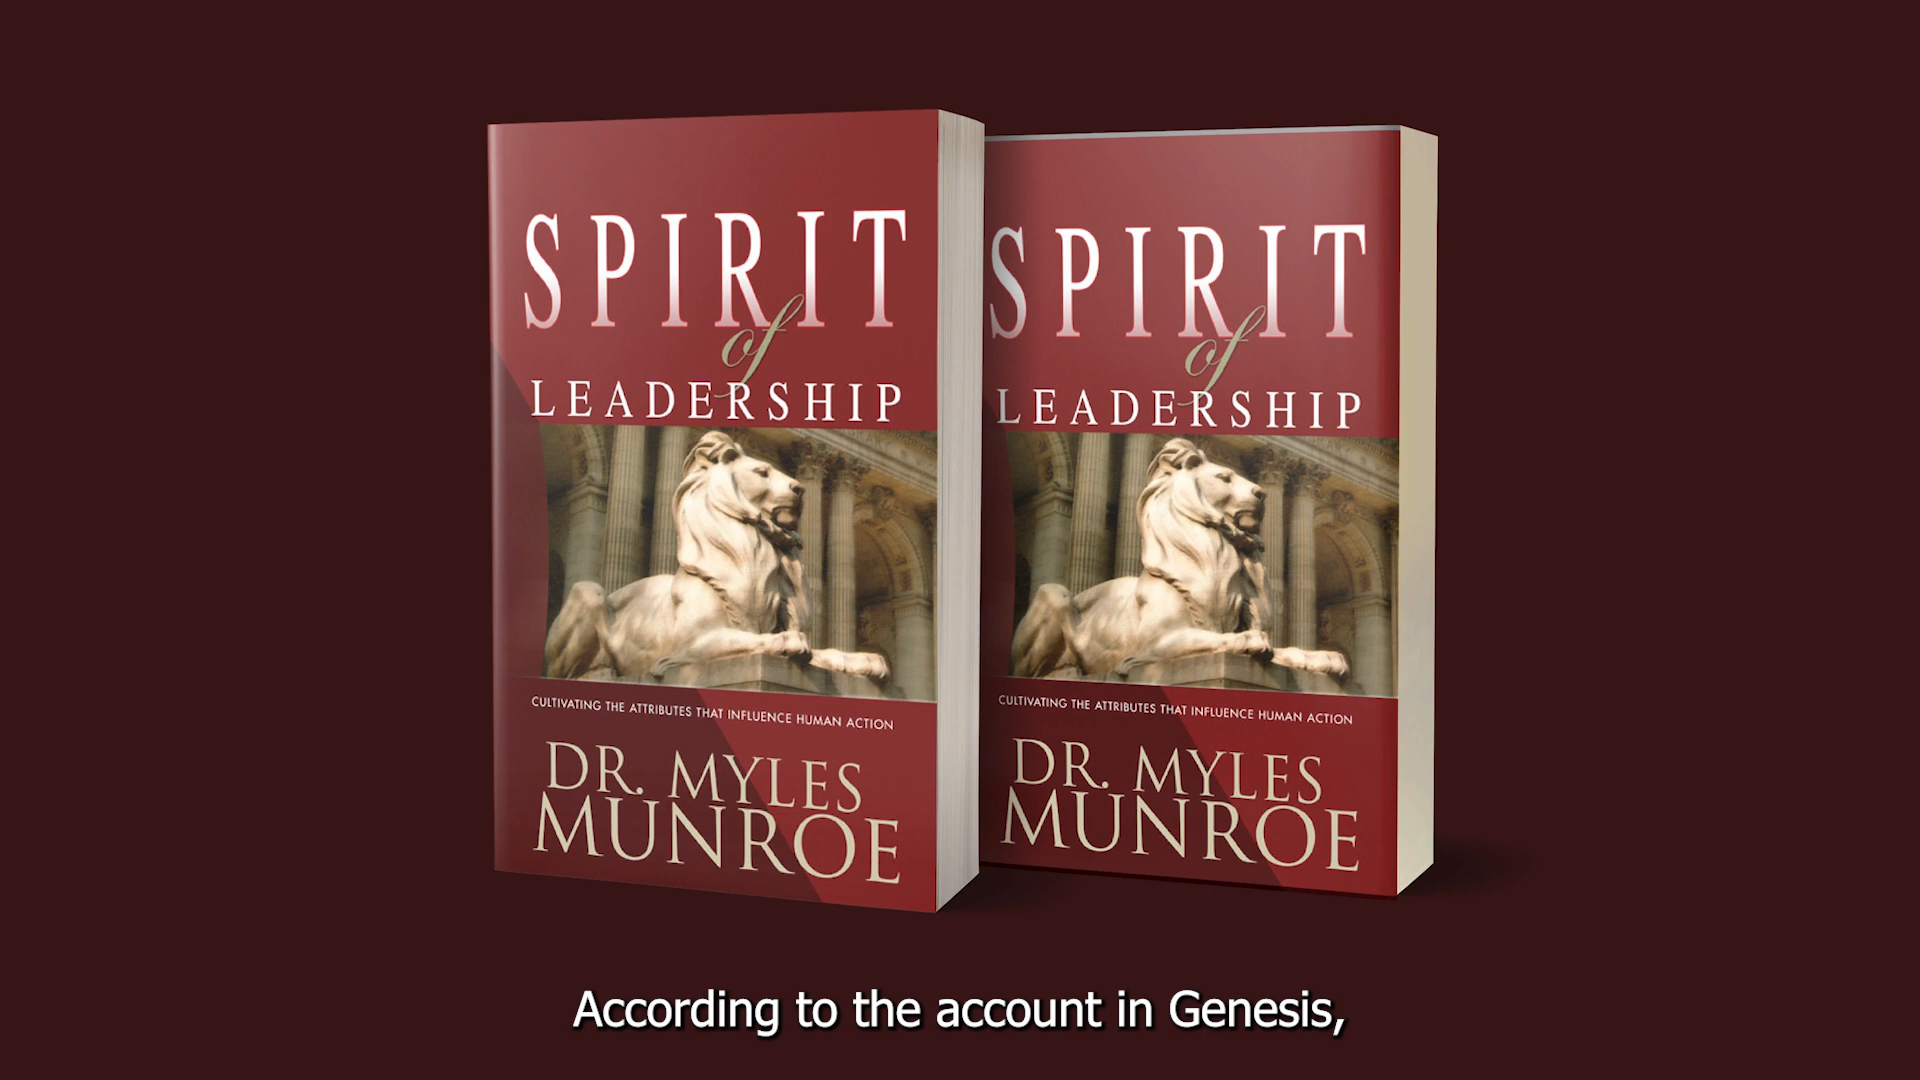 SPIRIT
of
LEADERSHIP
CULTIVATING THE ATTRIBUTES THAT INFLUENCE HUMAN ACTION
DR. MYLES
MUNROE
SPIRIT
of
LEADERSHIP
CULTIVATING THE ATTRIBUTES THAT INFLUENCE HUMAN ACTION
DR. MYLES
MUNROE
According to the account in Genesis,